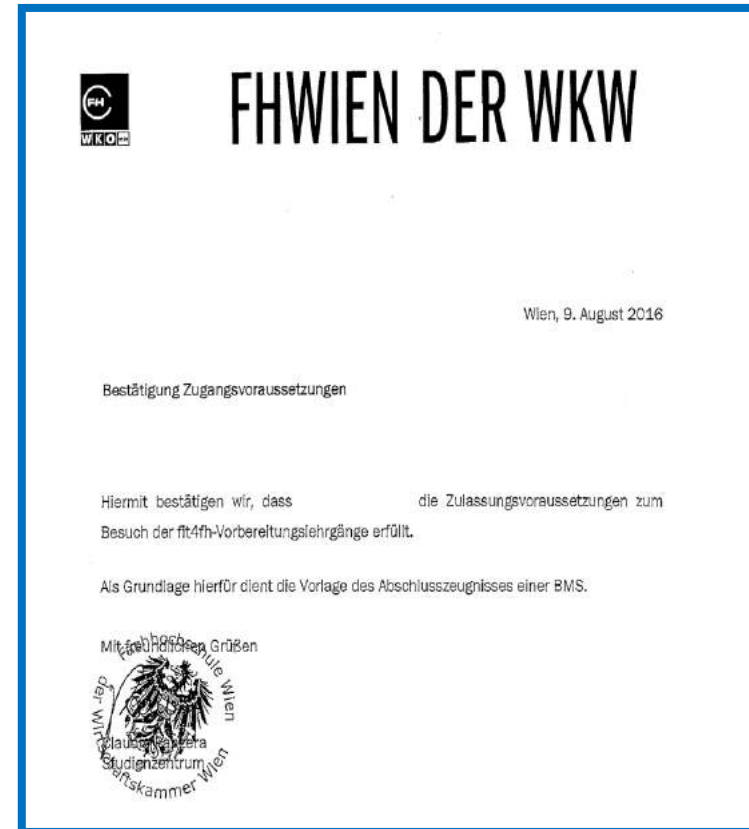 FH
WKO
FHWIEN DER WKW
Wien, 9. August 2016
Bestätigung Zugangsvoraussetzungen
Hiermit bestätigen wir, dass die Zulassungsvoraussetzungen zum
Besuch der fit4fh-Vorbereitungslehrgänge erfüllt.
Als Grundlage hierfür dient die Vorlage des Abschlusszeugnisses einer BMS.
Mit freundlichen Grüßen
Fachhochschule Wien
der Wirtschaftskammer Wien
Studienzentrum